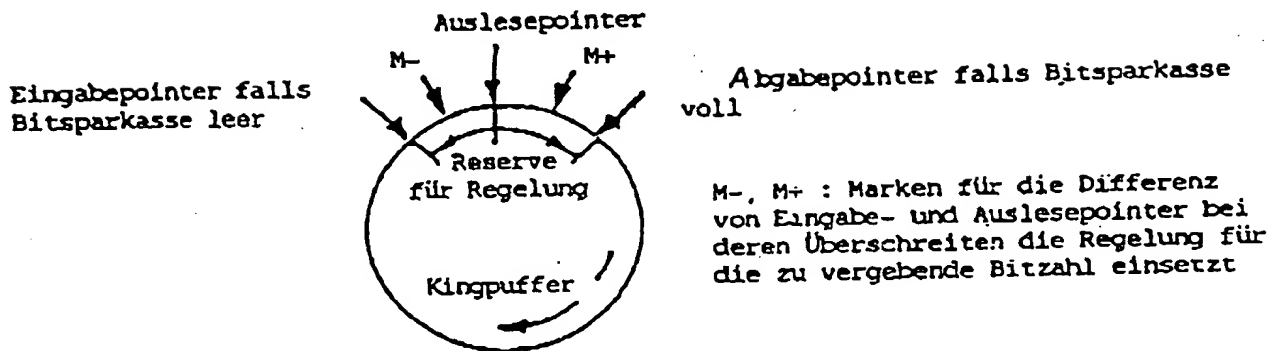 Auslesepointer
M-
M+
Eingabepointer falls
Bitsparkasse leer
Abgabepointer falls Bitsparkasse
voll
Reserve
für Regelung
M-, M+ : Marken für die Differenz
von Eingabe- und Auslesepointer bei
deren Überschreiten die Regelung für
die zu vergebende Bitzahl einsetzt
Kingpuffer